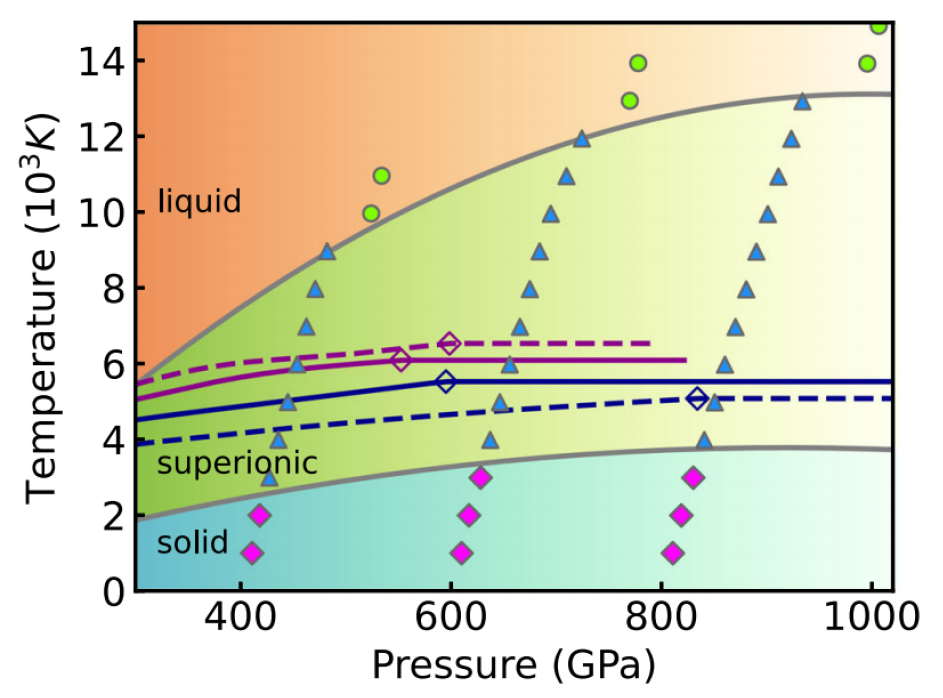 14
12
10
8
6
4
2
0
Temperature (10³K)
liquid
superionic
solid
400
600
800
1000
Pressure (GPa)